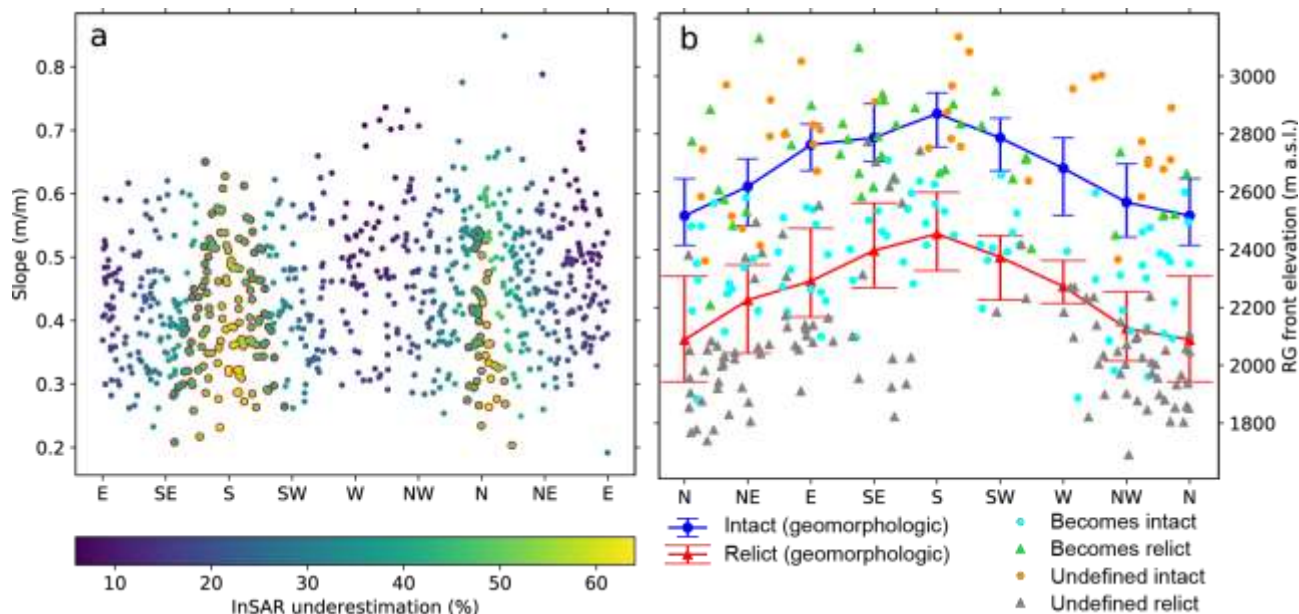 a
0.8
0.7
0.6
0.5
0.4
0.3
0.2
Slope (m/m)
E SE S SW W NW N NE E
10 20 30 40 50 60
InSAR underestimation (%)
b
3000
2800
2600
2400
2200
2000
1800
RG front elevation (m a.s.l.)
N NE E SE S SW W NW N
Intact (geomorphologic)
Relict (geomorphologic)
Becomes intact
Becomes relict
Undefined intact
Undefined relict